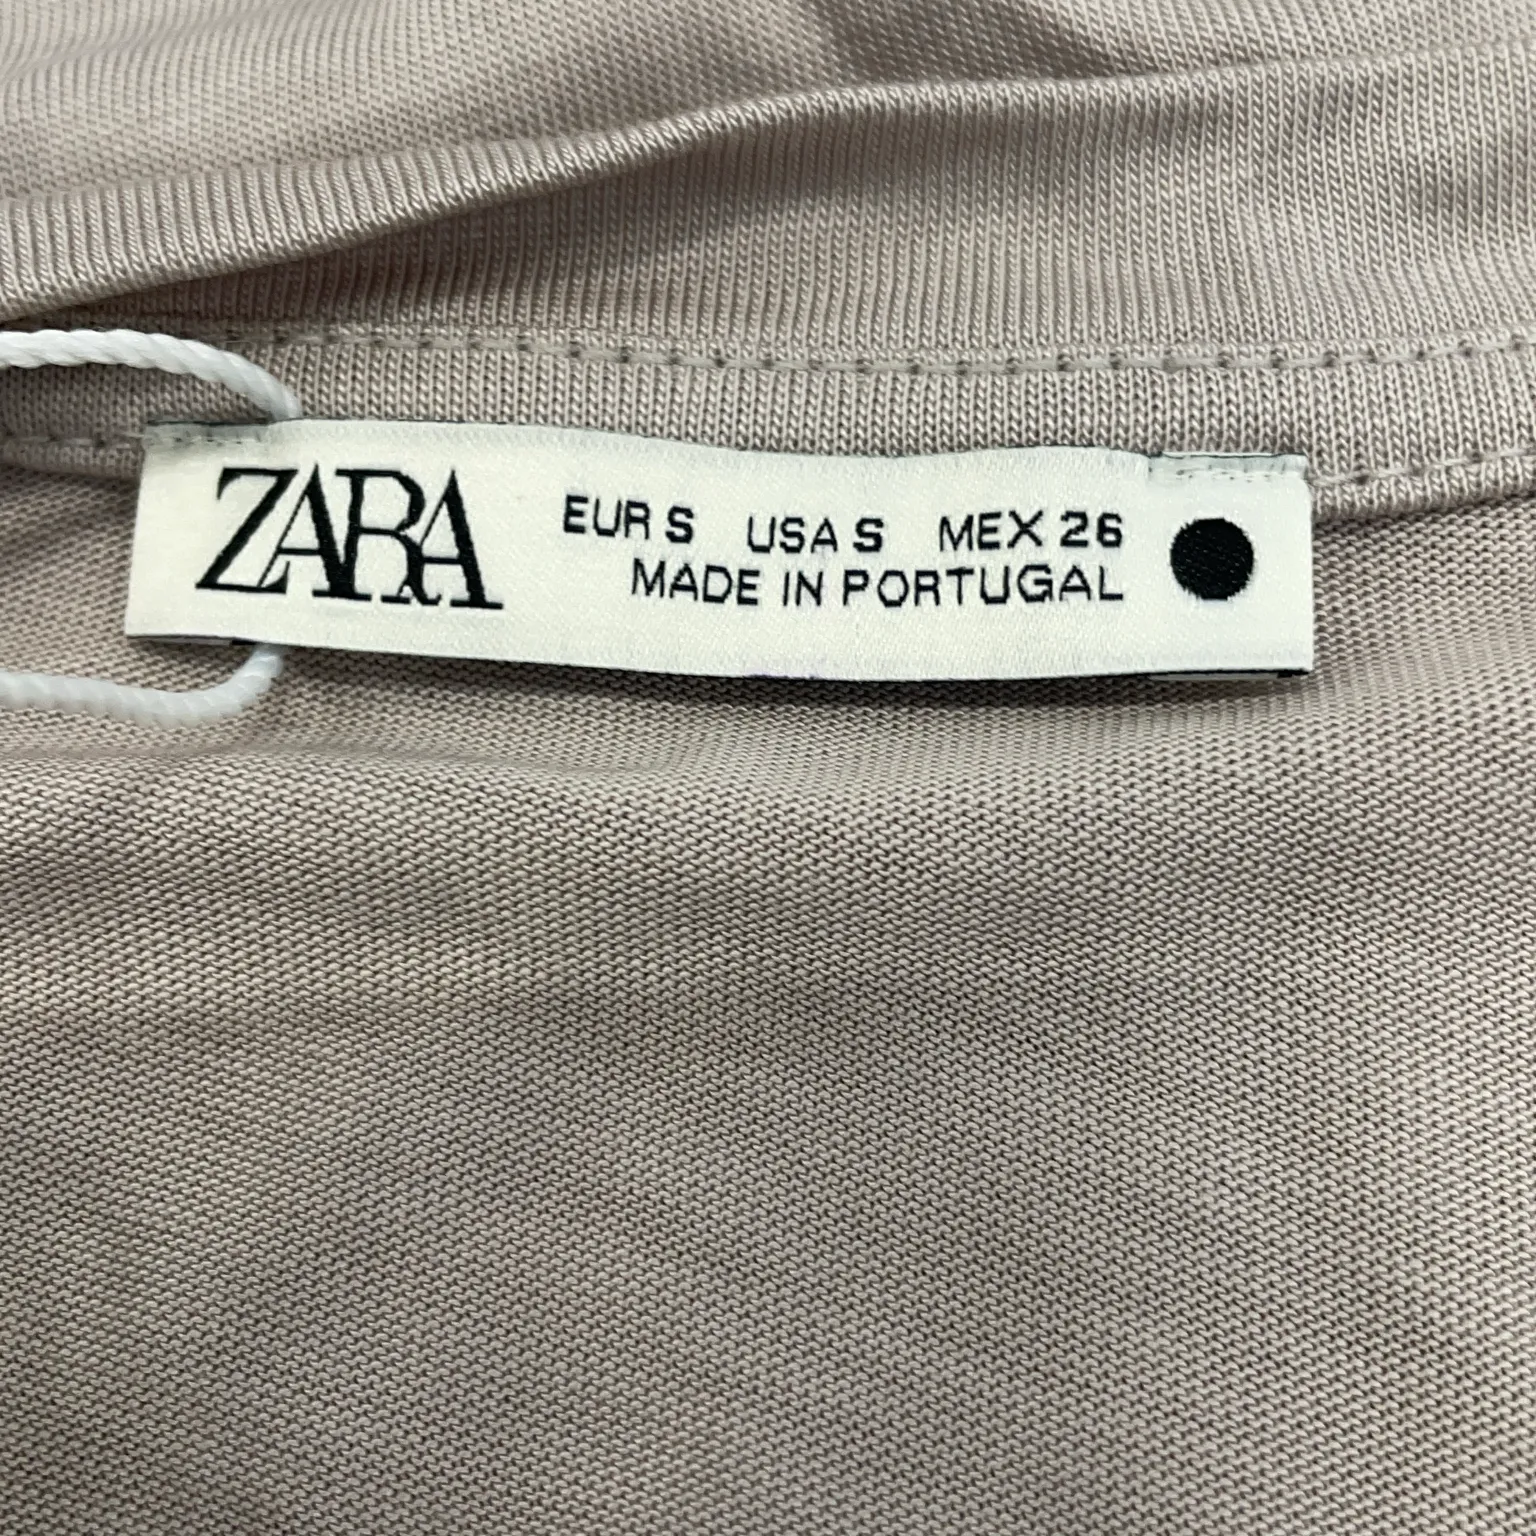 ZARA
EUR S USA S MEX 26
MADE IN PORTUGAL